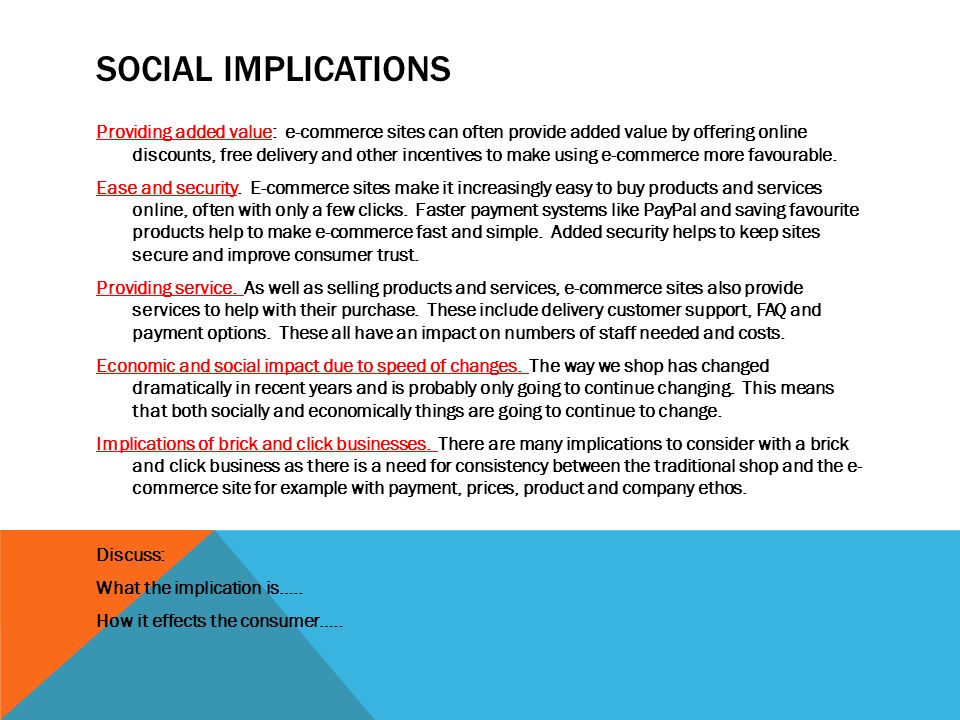 SOCIAL IMPLICATIONS
Providing added value:  e-commerce sites can often provide added value by offering online
discounts, free delivery and other incentives to make using e-commerce more favourable.
Ease and security.  E-commerce sites make it increasingly easy to buy products and services
online, often with only a few clicks.  Faster payment systems like PayPal and saving favourite
products help to make e-commerce fast and simple.  Added security helps to keep sites
secure and improve consumer trust.
Providing service.  As well as selling products and services, e-commerce sites also provide
services to help with their purchase.  These include delivery customer support, FAQ and
payment options.  These all have an impact on numbers of staff needed and costs.
Economic and social impact due to speed of changes.  The way we shop has changed
dramatically in recent years and is probably only going to continue changing.  This means
that both socially and economically things are going to continue to change.
Implications of brick and click businesses.  There are many implications to consider with a brick
and click business as there is a need for consistency between the traditional shop and the e-
commerce site for example with payment, prices, product and company ethos.
Discuss:
What the implication is…..
How it effects the consumer…..